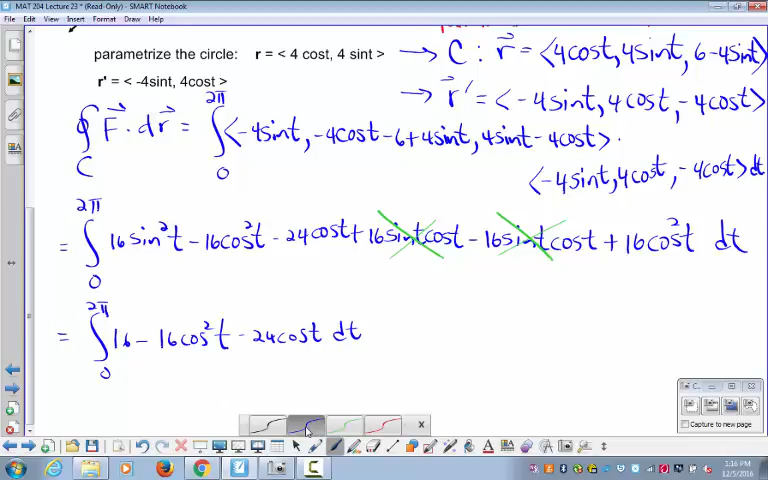 MAT 204 Lecture 23 * (Read-Only) - SMART Notebook
File Edit View Insert Format Draw Help
parametrize the circle: r = < 4 cost, 4 sint > → C : r⃗ = ⟨4cost, 4sint, 6-4sint⟩
r' = < -4sint, 4cost > → r⃗' = ⟨-4sint, 4cost, -4cost⟩
∮_C F⃗ · dr⃗ = ∫_0^{2π} ⟨-4sint, -4cost-6+4sint, 4sint-4cost⟩ ·
⟨-4sint, 4cost, -4cost⟩ dt
= ∫_0^{2π} 16sin²t - 16cos²t - 24cost + 16sintcost - 16sintcost + 16cos²t dt
= ∫_0^{2π} 16 - 16cos²t - 24cost dt
Capture to new page
1:16 PM
12/5/2016